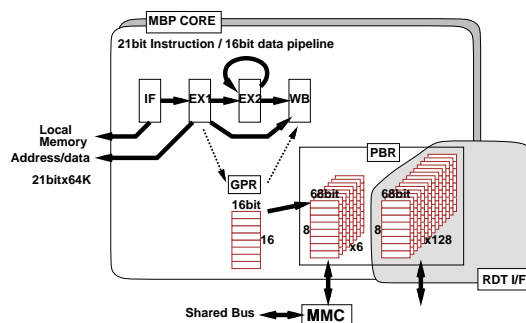 MBP CORE
21bit Instruction / 16bit data pipeline
IF
EX1
EX2
WB
Local
Memory
Address/data
21bitx64K
GPR
16bit
16
PBR
68bit
8
x6
68bit
8
x128
RDT I/F
Shared Bus
MMC